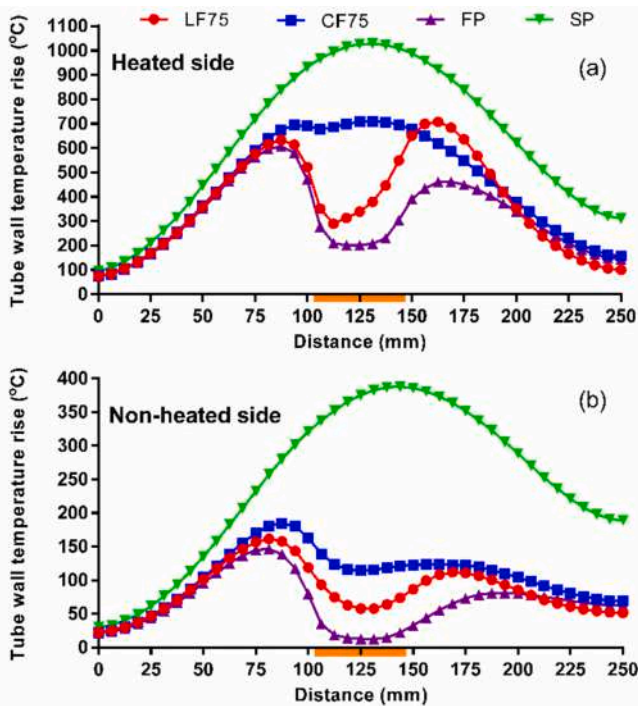 LF75 CF75 FP SP
Tube wall temperature rise (°C)
1100
1000
900
800
700
600
500
400
300
200
100
0
Heated side
(a)
0 25 50 75 100 125 150 175 200 225 250
Distance (mm)
Tube wall temperature rise (°C)
400
350
300
250
200
150
100
50
0
Non-heated side
(b)
0 25 50 75 100 125 150 175 200 225 250
Distance (mm)